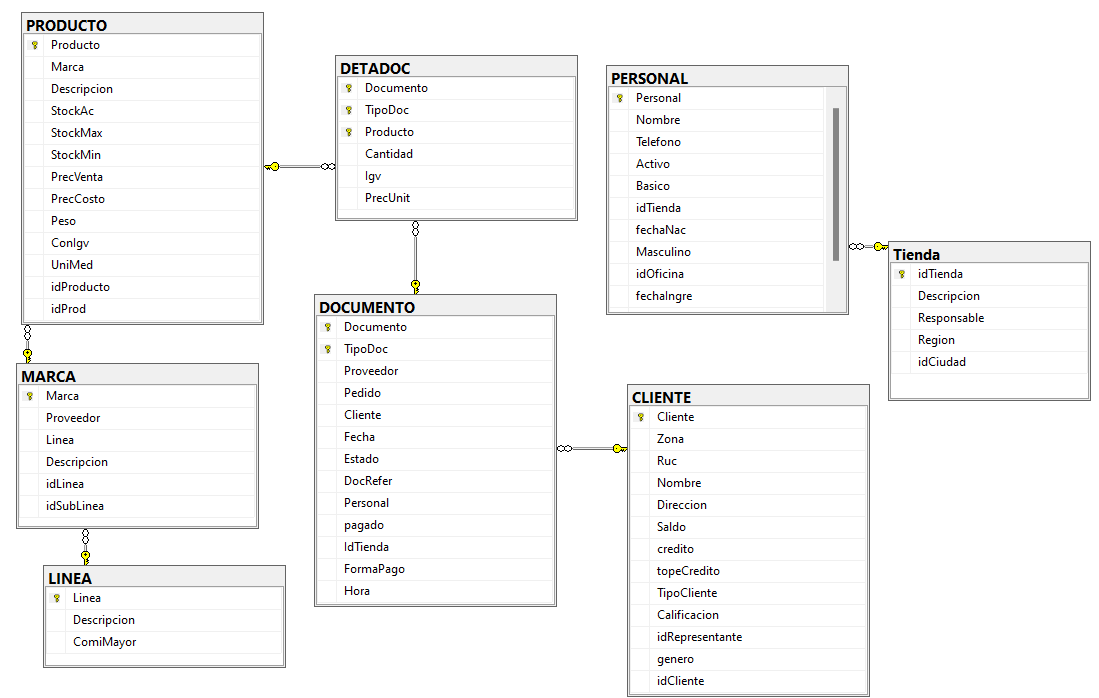 PRODUCTO
Producto
Marca
Descripcion
StockAc
StockMax
StockMin
PrecVenta
PrecCosto
Peso
ConIgv
UniMed
idProducto
idProd
DETADOC
Documento
TipoDoc
Producto
Cantidad
Igv
PrecUnit
PERSONAL
Personal
Nombre
Telefono
Activo
Basico
idTienda
fechaNac
Masculino
idOficina
fechaIngre
Tienda
idTienda
Descripcion
Responsable
Region
idCiudad
MARCA
Marca
Proveedor
Linea
Descripcion
idLinea
idSubLinea
DOCUMENTO
Documento
TipoDoc
Proveedor
Pedido
Cliente
Fecha
Estado
DocRefer
Personal
pagado
IdTienda
FormaPago
Hora
CLIENTE
Cliente
Zona
Ruc
Nombre
Direccion
Saldo
credito
topeCredito
TipoCliente
Calificacion
idRepresentante
genero
idCliente
LINEA
Linea
Descripcion
ComiMayor